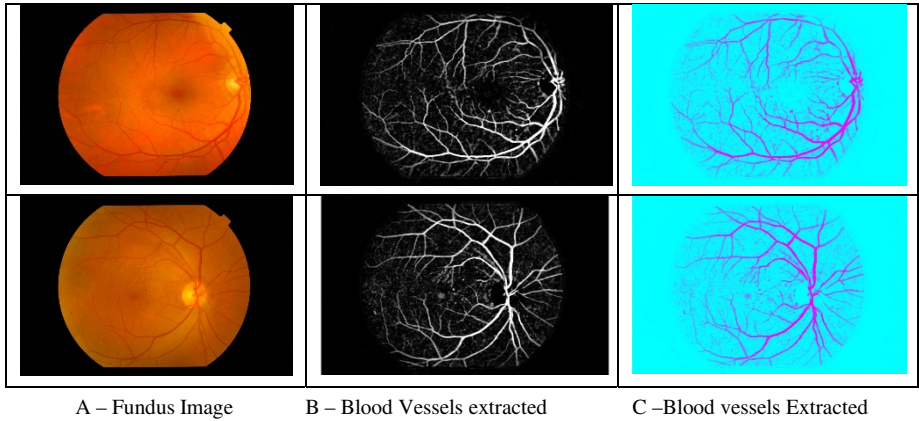 A – Fundus Image B – Blood Vessels extracted C –Blood vessels Extracted